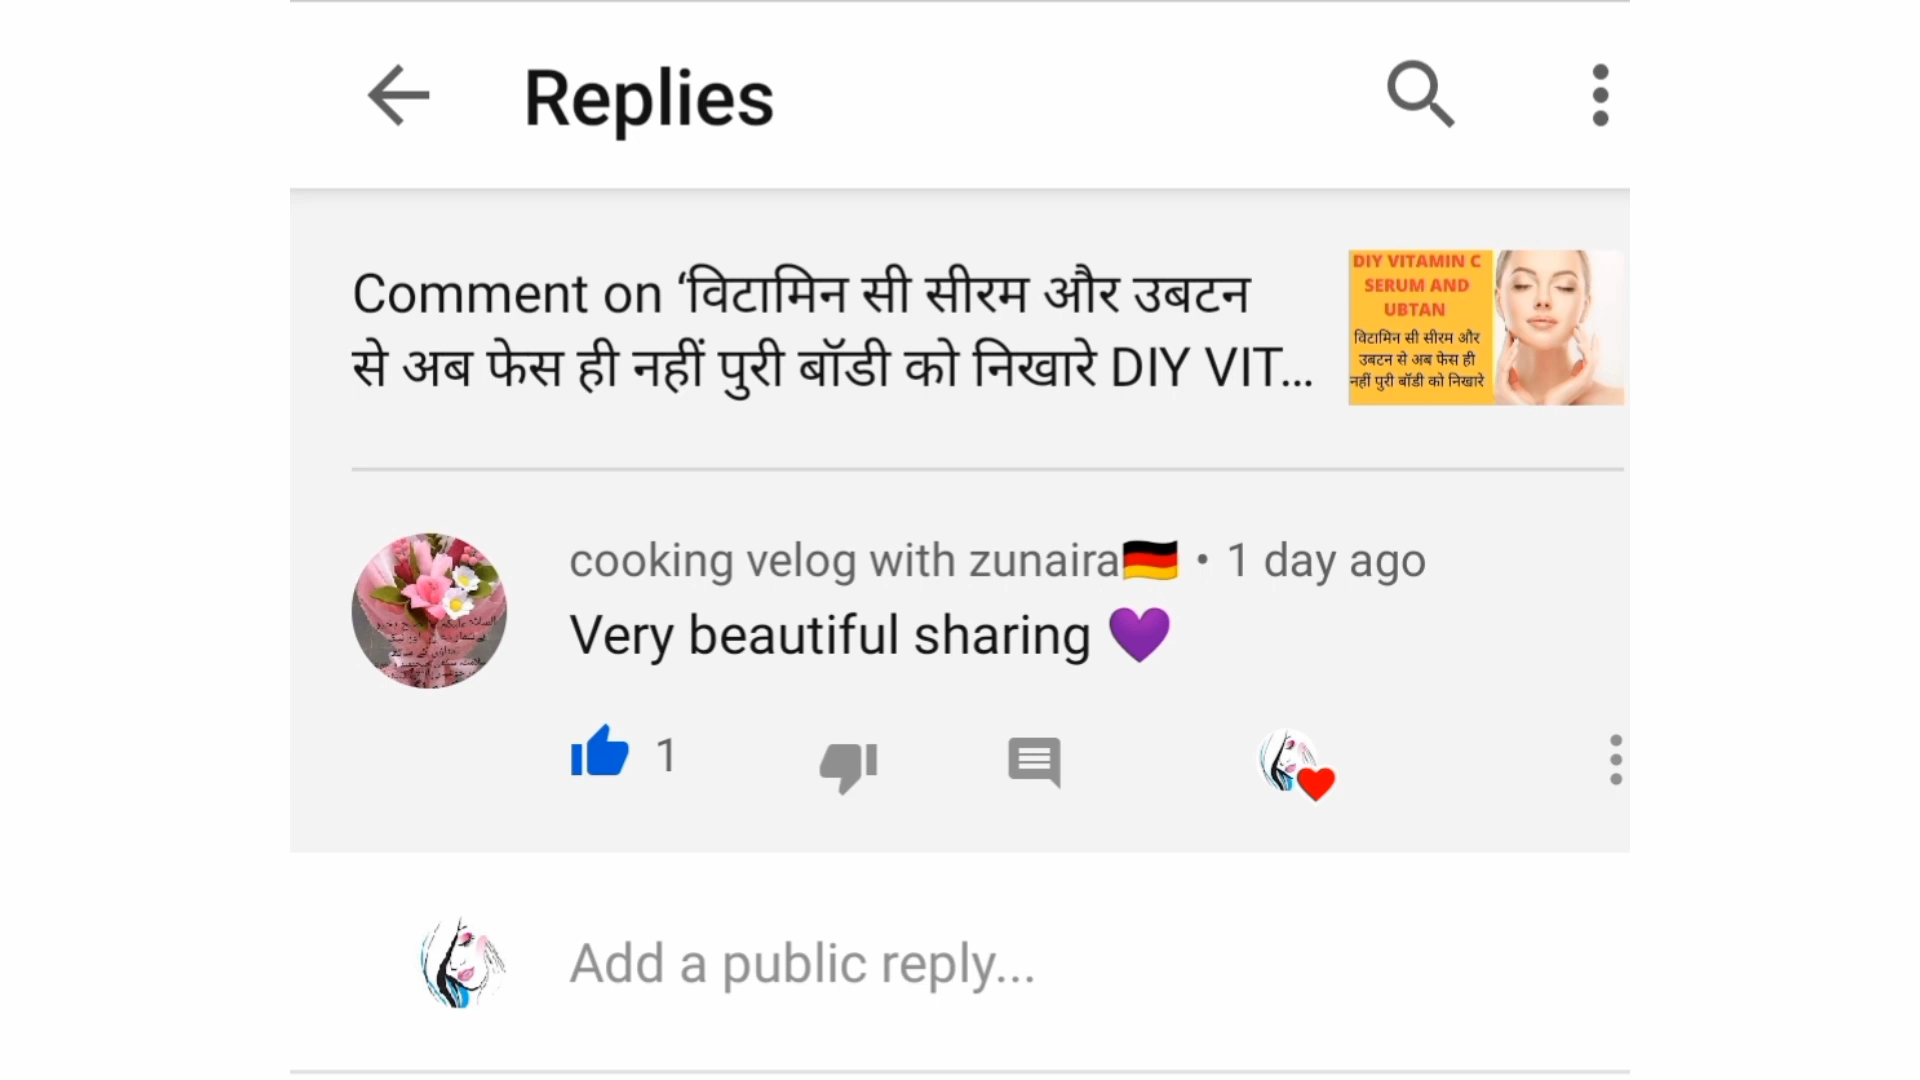 Replies
Comment on ‘विटामिन सी सीरम और उबटन
से अब फेस ही नहीं पुरी बॉडी को निखारे DIY VIT...
DIY VITAMIN C
SERUM AND
UBTAN
विटामिन सी सीरम और
उबटन से अब फेस ही
नहीं पुरी बॉडी को निखारे
cooking velog with zunaira🇩🇪 • 1 day ago
Very beautiful sharing 💜
1
Add a public reply...